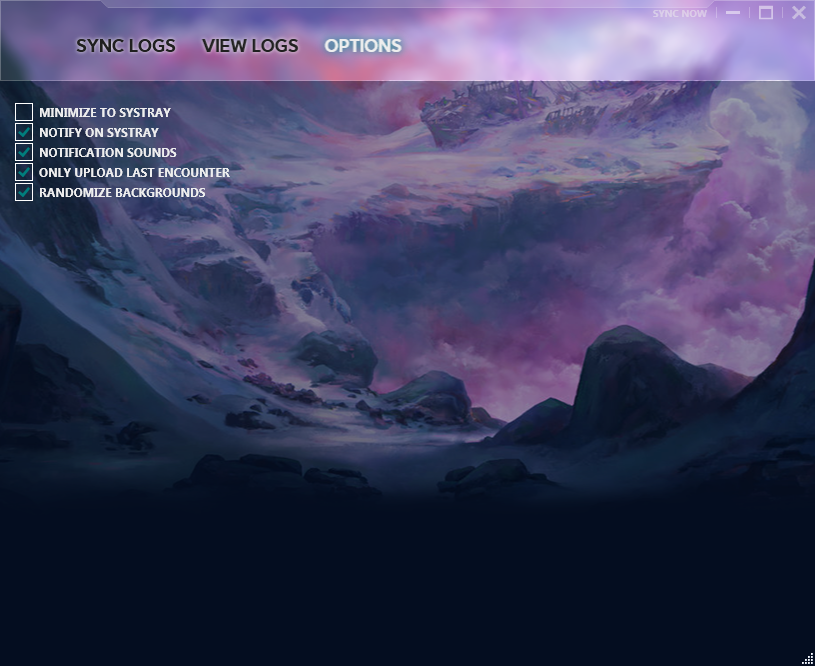 SYNC NOW
SYNC LOGS VIEW LOGS OPTIONS
MINIMIZE TO SYSTRAY
NOTIFY ON SYSTRAY
NOTIFICATION SOUNDS
ONLY UPLOAD LAST ENCOUNTER
RANDOMIZE BACKGROUNDS